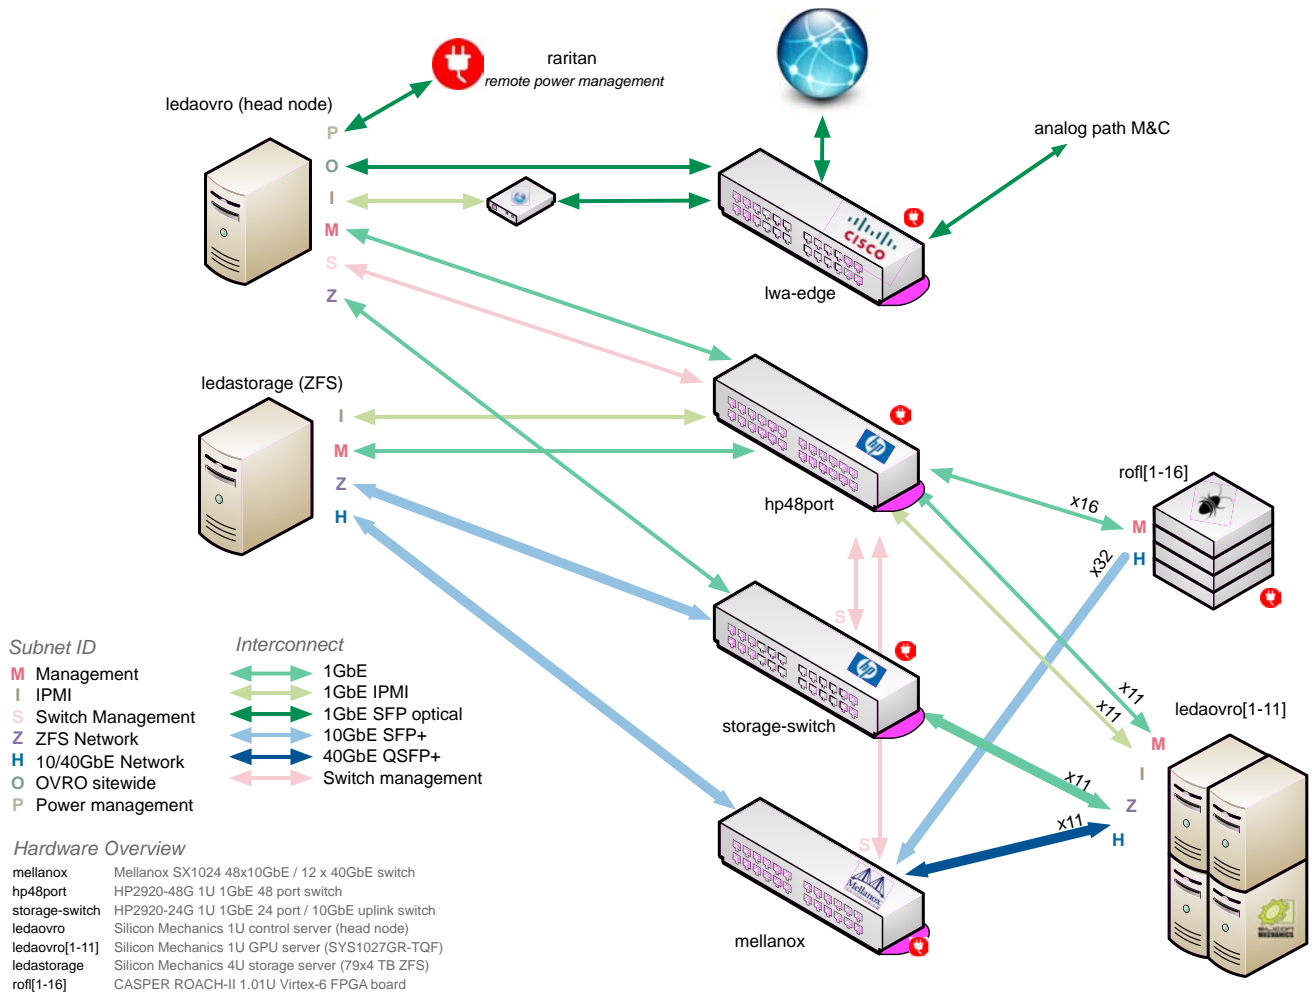 raritan
remote power management
ledaovro (head node)
P
O
I
M
S
Z
analog path M&C
CISCO
lwa-edge
ledastorage (ZFS)
I
M
Z
H
hp
hp48port
x16
rofl[1-16]
M
H
x32
S
hp
storage-switch
x11
x11
ledaovro[1-11]
M
I
Z
H
x11
x11
S
Mellanox
mellanox
SILICON
MECHANICS
Subnet ID
M Management
I IPMI
S Switch Management
Z ZFS Network
H 10/40GbE Network
O OVRO sitewide
P Power management
Interconnect
1GbE
1GbE IPMI
1GbE SFP optical
10GbE SFP+
40GbE QSFP+
Switch management
Hardware Overview
mellanox Mellanox SX1024 48x10GbE / 12 x 40GbE switch
hp48port HP2920-48G 1U 1GbE 48 port switch
storage-switch HP2920-24G 1U 1GbE 24 port / 10GbE uplink switch
ledaovro Silicon Mechanics 1U control server (head node)
ledaovro[1-11] Silicon Mechanics 1U GPU server (SYS1027GR-TQF)
ledastorage Silicon Mechanics 4U storage server (79x4 TB ZFS)
rofl[1-16] CASPER ROACH-II 1.01U Virtex-6 FPGA board